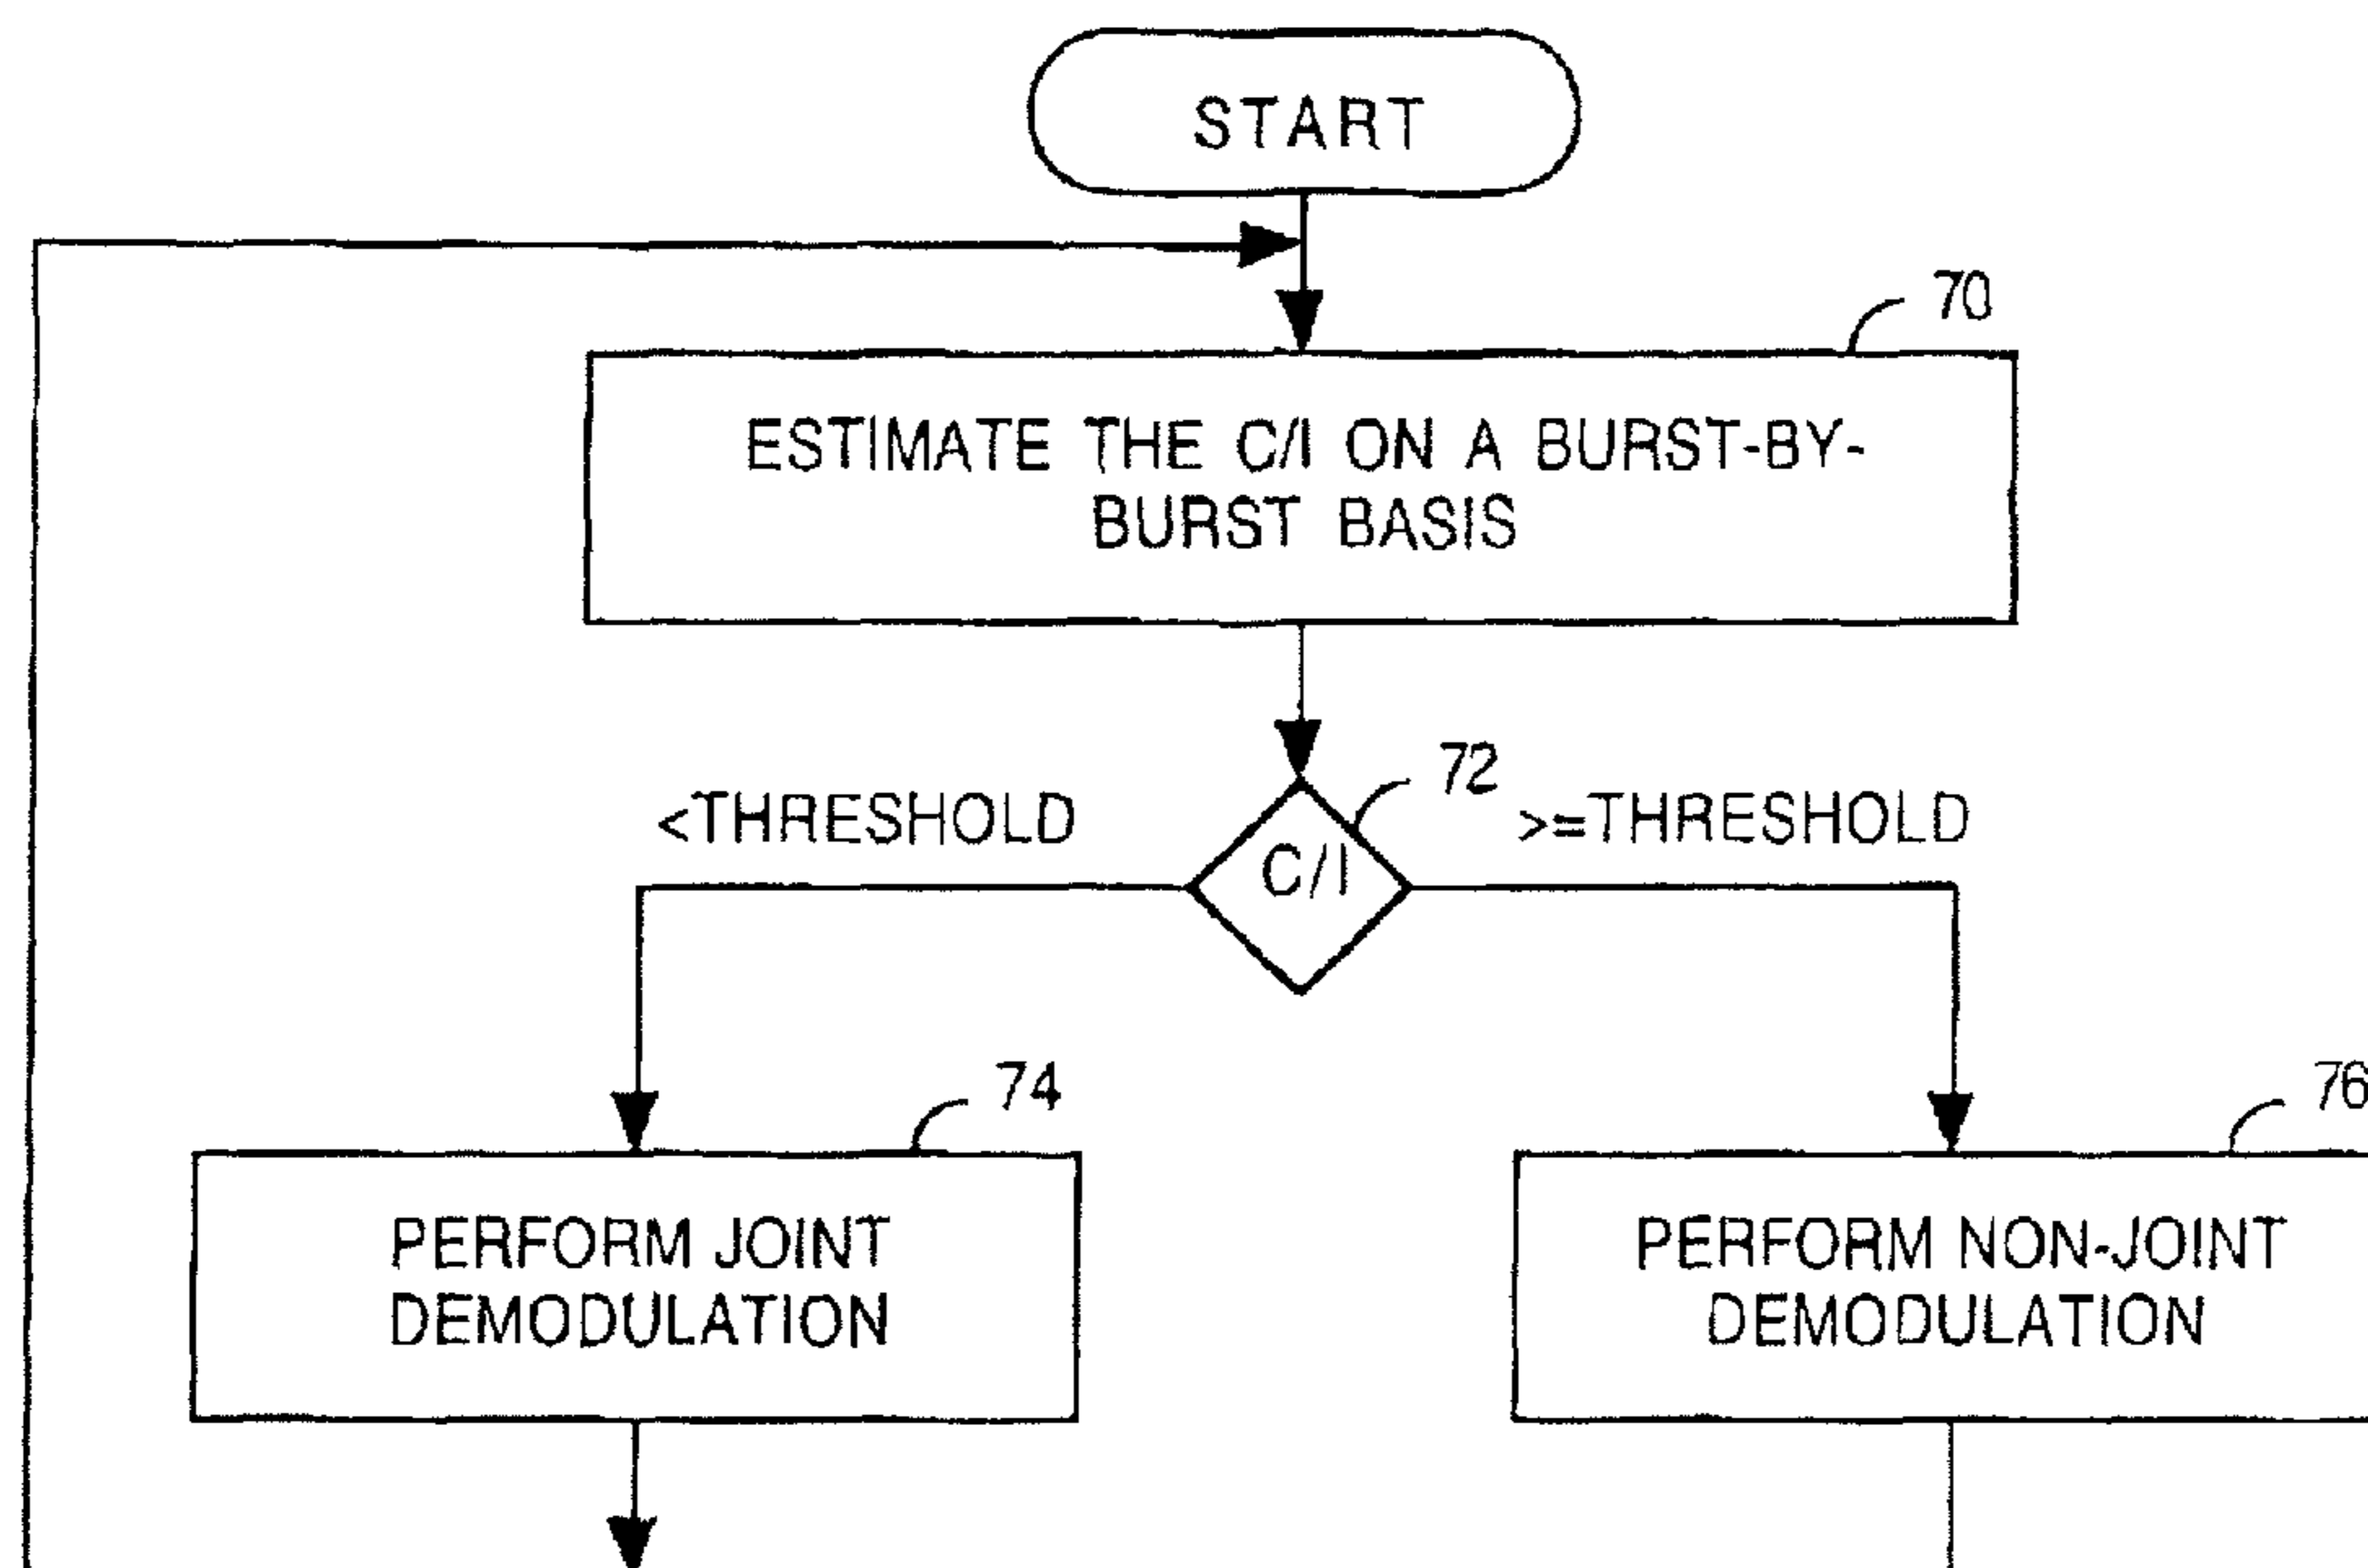 START
70
ESTIMATE THE C/I ON A BURST-BY-
BURST BASIS
72
<THRESHOLD
>=THRESHOLD
C/I
74
76
PERFORM JOINT
DEMODULATION
PERFORM NON-JOINT
DEMODULATION